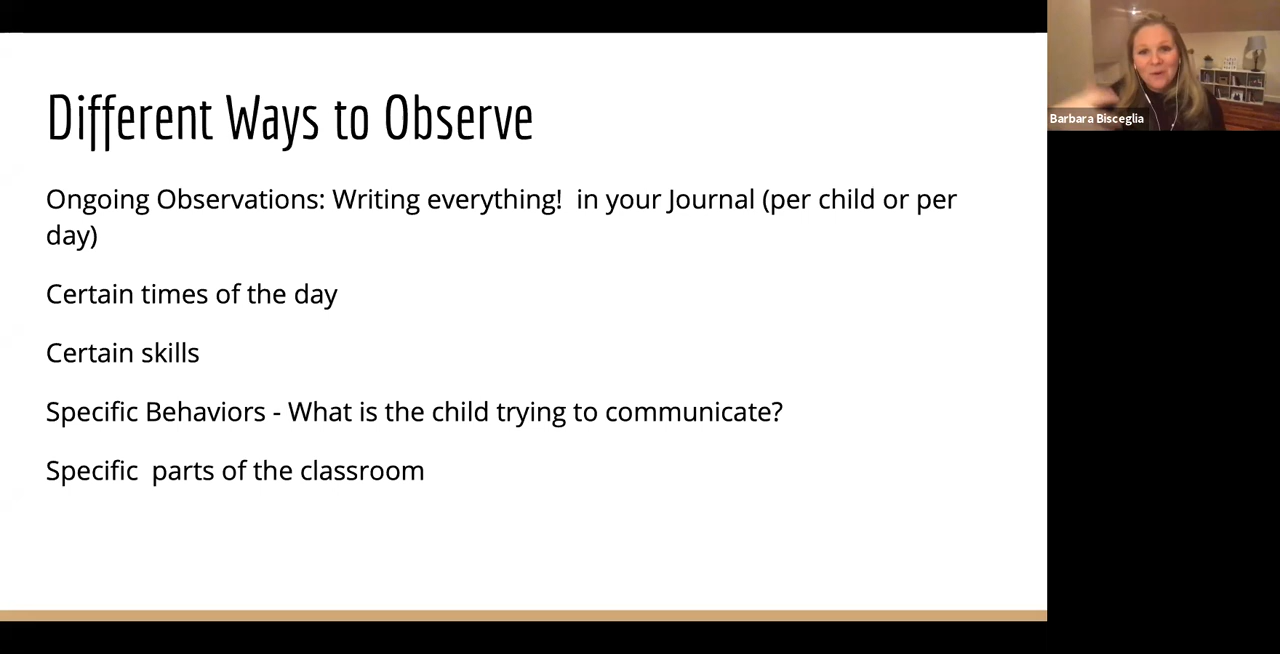 Different Ways to Observe
Ongoing Observations: Writing everything!  in your Journal (per child or per
day)
Certain times of the day
Certain skills
Specific Behaviors - What is the child trying to communicate?
Specific  parts of the classroom
Barbara Bisceglia